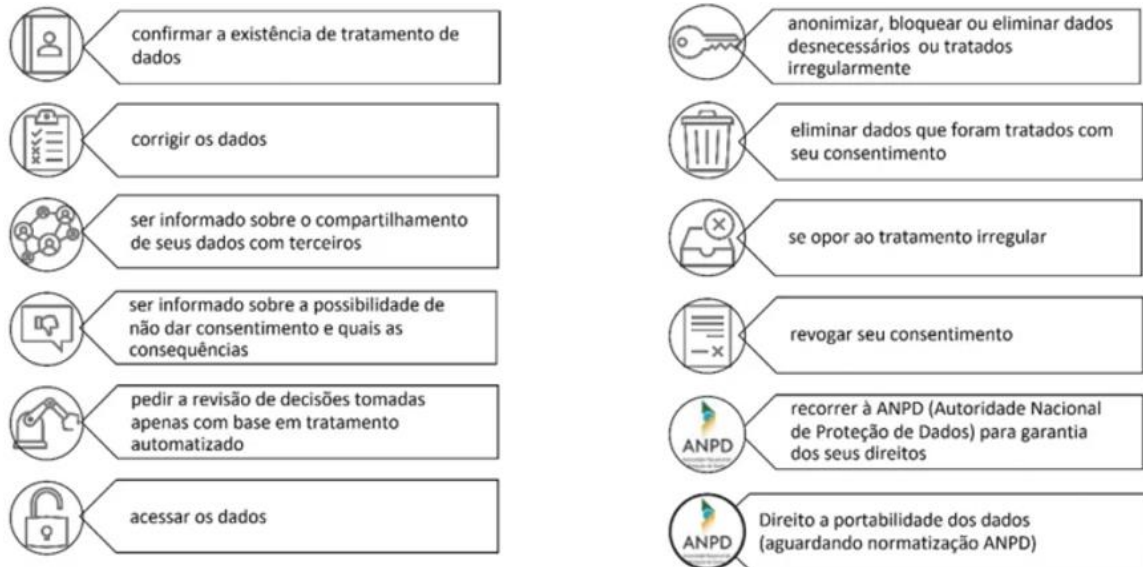 confirmar a existência de tratamento de
dados
corrigir os dados
ser informado sobre o compartilhamento
de seus dados com terceiros
ser informado sobre a possibilidade de
não dar consentimento e quais as
consequências
pedir a revisão de decisões tomadas
apenas com base em tratamento
automatizado
acessar os dados
anonimizar, bloquear ou eliminar dados
desnecessários ou tratados
irregularmente
eliminar dados que foram tratados com
seu consentimento
se opor ao tratamento irregular
revogar seu consentimento
ANPD
recorrer à ANPD (Autoridade Nacional
de Proteção de Dados) para garantia
dos seus direitos
ANPD
Direito a portabilidade dos dados
(aguardando normatização ANPD)